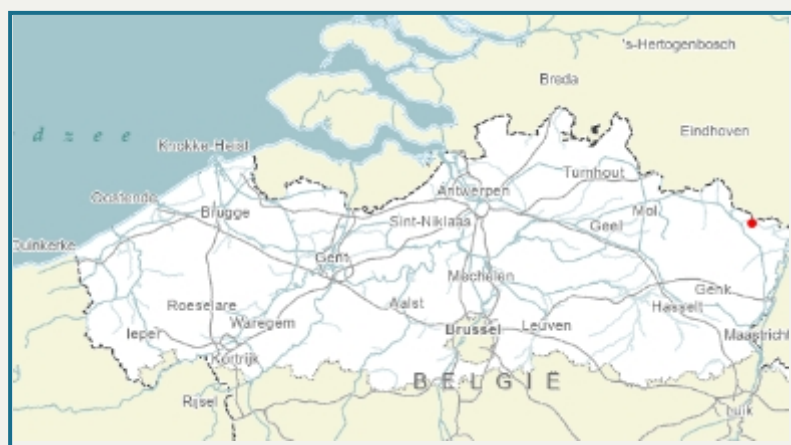 's-Hertogenbosch
Breda
d z e e
Eindhoven
Knokke-Heist
Turnhout
Oostende
Antwerpen
Brugge
Mol
Sint-Niklaas
Geel
Duinkerke
Gent
Mechelen
Genk
Roeselare
Aalst
Hasselt
Ieper
Waregem
Brussel
Leuven
Maastricht
Kortrijk
BELGIË
Rijsel
Luik